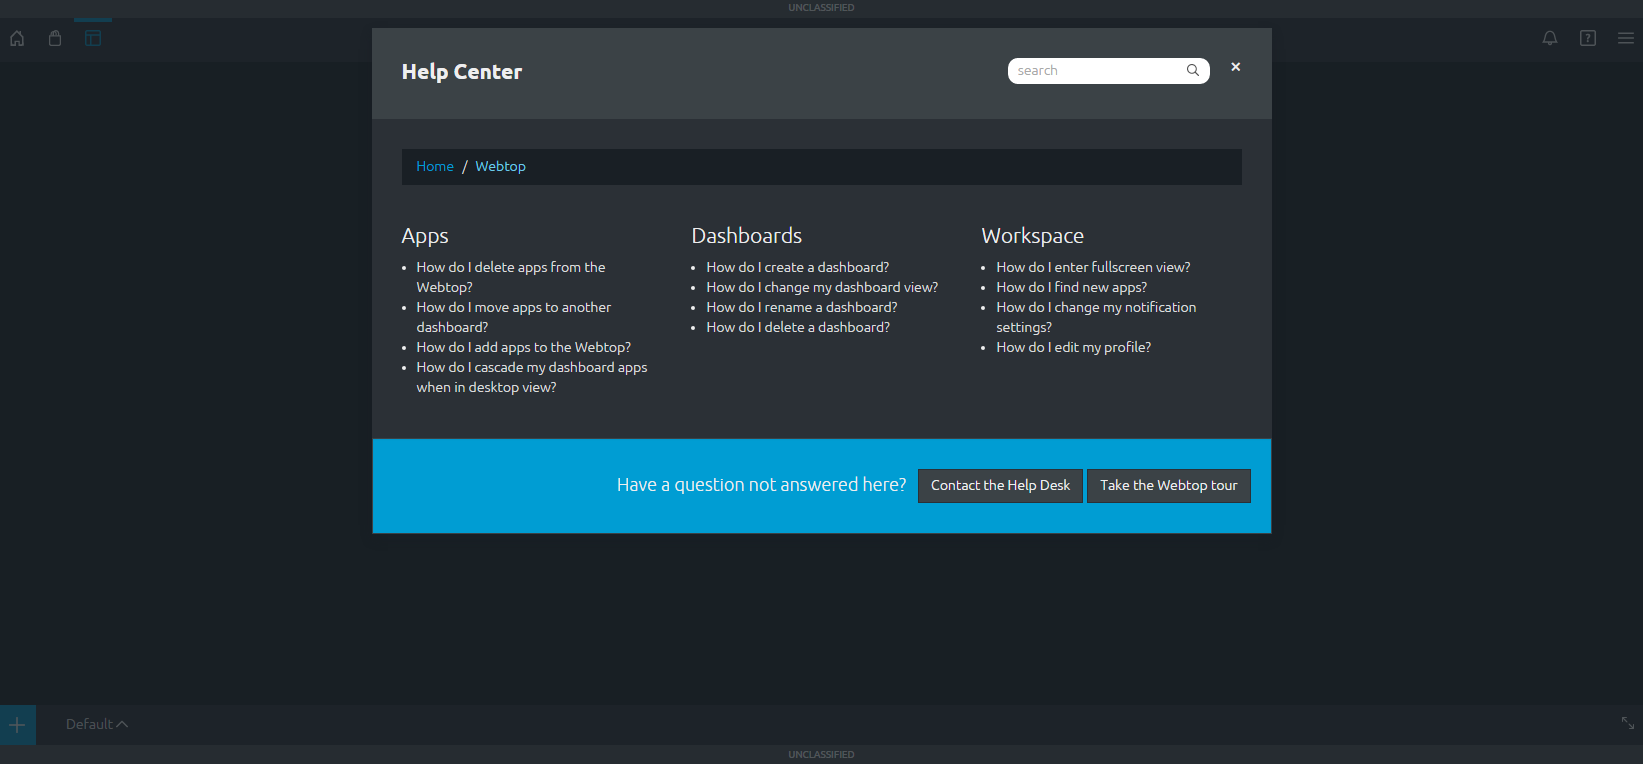 UNCLASSIFIED
Help Center
search
Home / Webtop
Apps
How do I delete apps from the
Webtop?
How do I move apps to another
dashboard?
How do I add apps to the Webtop?
How do I cascade my dashboard apps
when in desktop view?
Dashboards
How do I create a dashboard?
How do I change my dashboard view?
How do I rename a dashboard?
How do I delete a dashboard?
Workspace
How do I enter fullscreen view?
How do I find new apps?
How do I change my notification
settings?
How do I edit my profile?
Have a question not answered here?
Contact the Help Desk
Take the Webtop tour
Default
UNCLASSIFIED